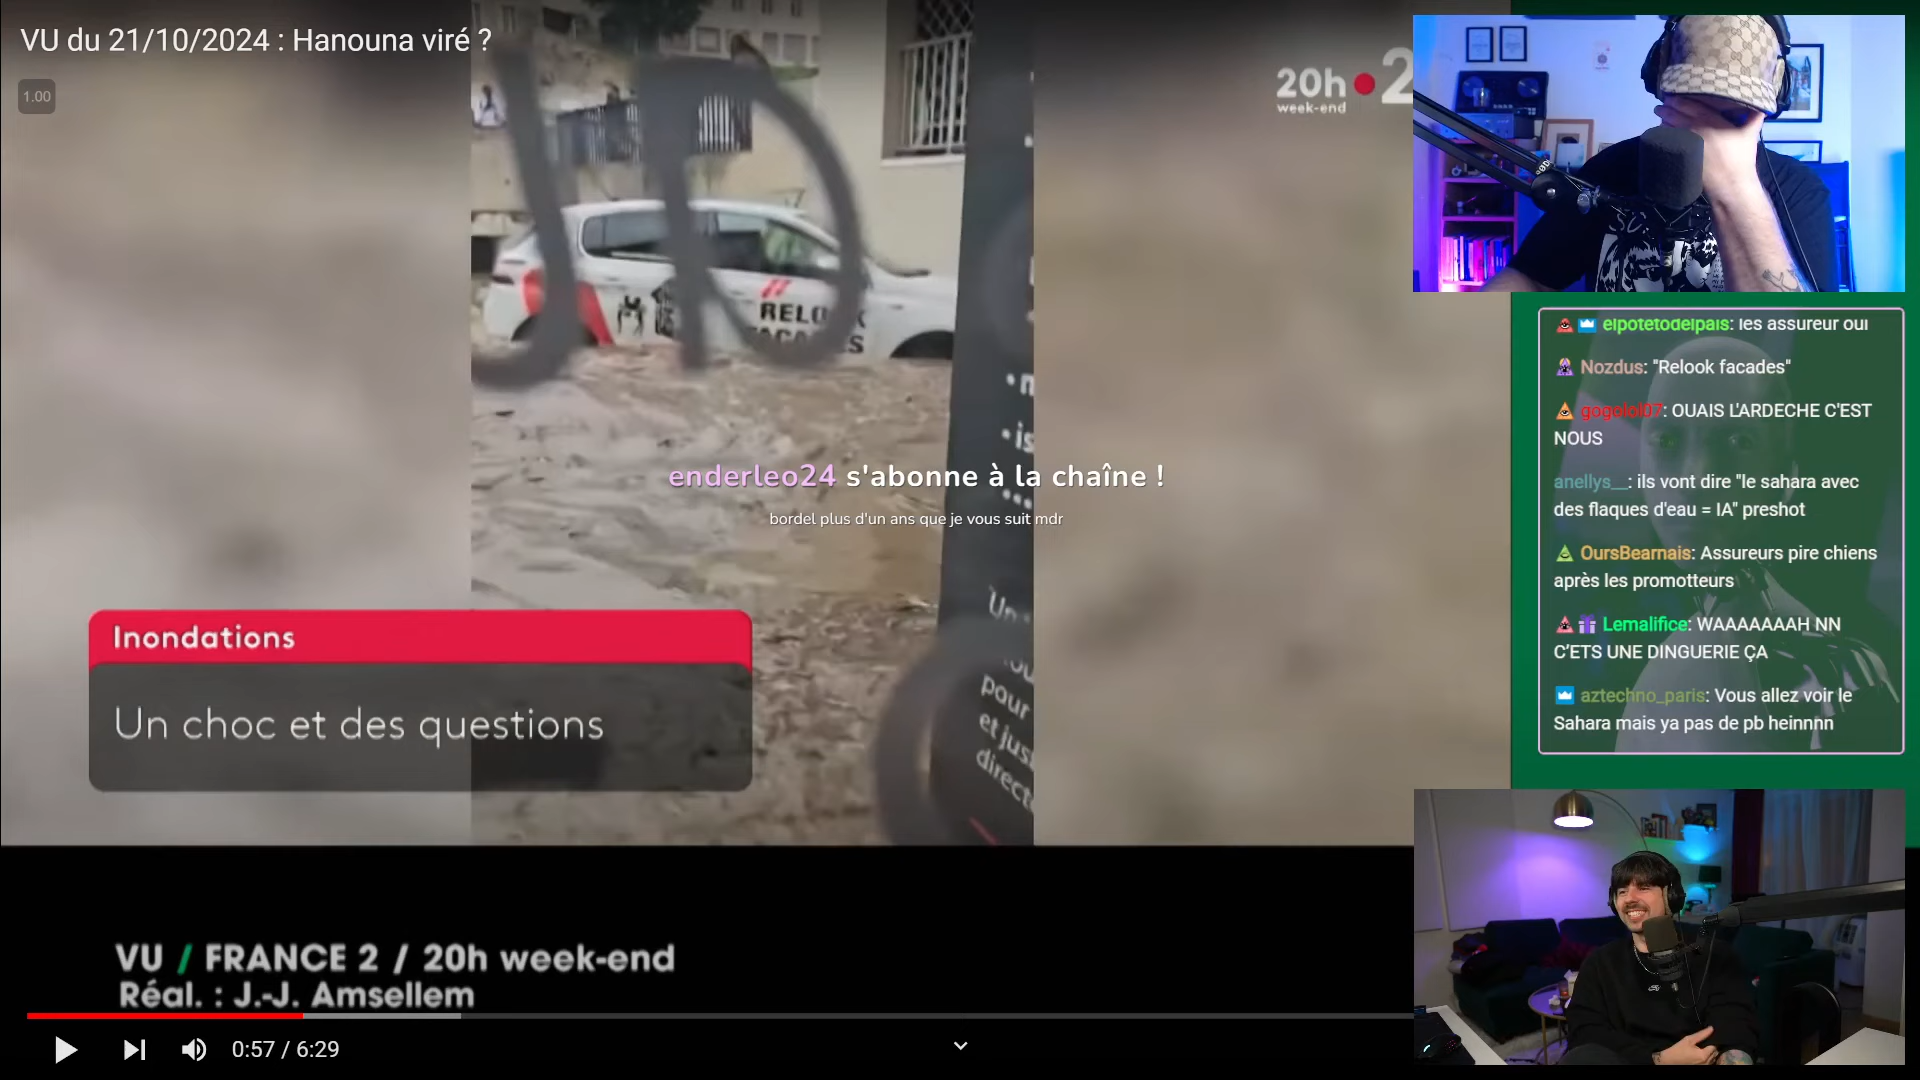 VU du 21/10/2024 : Hanouna viré ?
1.00
20h 2
week-end
RELOOK
FACADES
enderleo24 s'abonne à la chaîne !
bordel plus d'un ans que je vous suit mdr
pour
et jus
direct
Inondations
Un choc et des questions
VU / FRANCE 2 / 20h week-end
Réal. : J.-J. Amsellem
0:57 / 6:29
elpotetodelpais: les assureur oui
Nozdus: "Relook facades"
gogolol07: OUAIS L'ARDECHE C'EST
NOUS
anellys__: ils vont dire "le sahara avec
des flaques d'eau = IA" preshot
OursBearnais: Assureurs pire chiens
après les promotteurs
Lemalifice: WAAAAAAAH NN
C'ETS UNE DINGUERIE ÇA
aztechno_paris: Vous allez voir le
Sahara mais ya pas de pb heinnnn